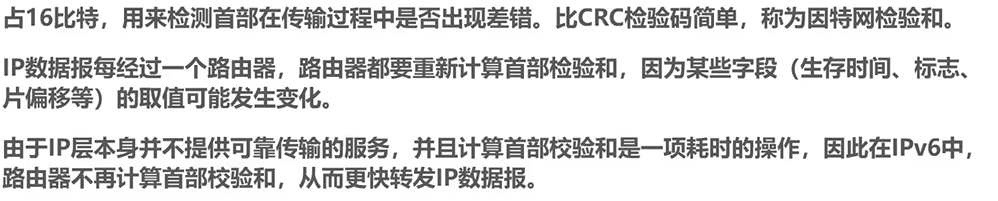 占16比特，用来检测首部在传输过程中是否出现差错。比CRC检验码简单，称为因特网检验和。
IP数据报每经过一个路由器，路由器都要重新计算首部检验和，因为某些字段（生存时间、标志、
片偏移等）的取值可能发生变化。
由于IP层本身并不提供可靠传输的服务，并且计算首部校验和是一项耗时的操作，因此在IPv6中，
路由器不再计算首部校验和，从而更快转发IP数据报。